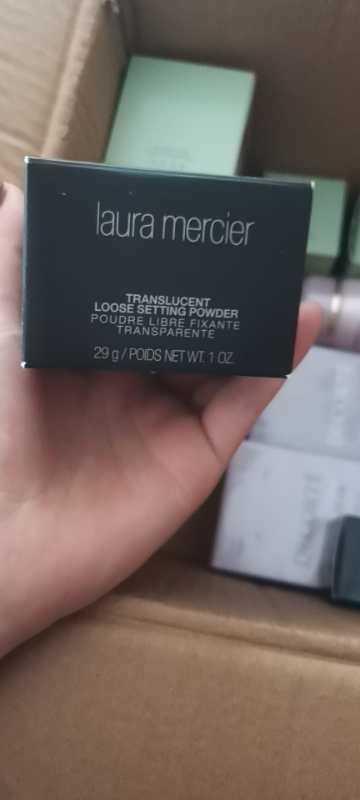 laura mercier
TRANSLUCENT
LOOSE SETTING POWDER
POUDRE LIBRE FIXANTE
TRANSPARENTE
29 g / POIDS NET WT. 1 OZ.